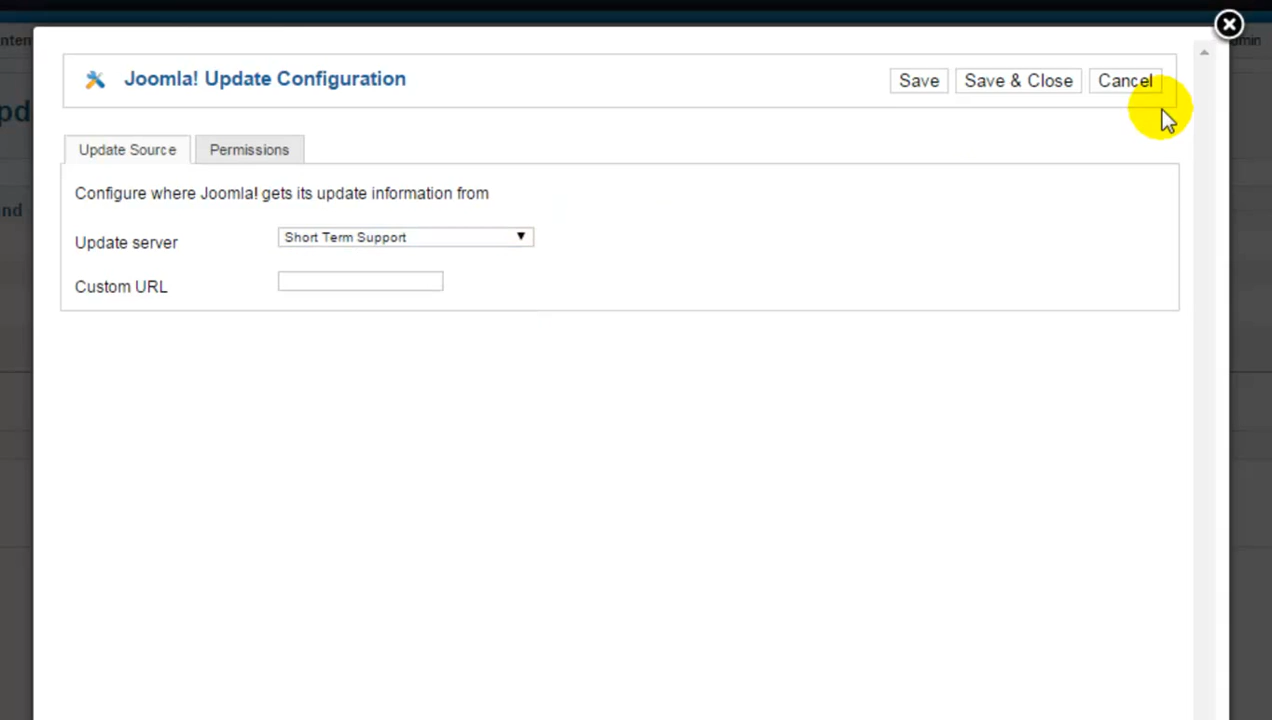 Joomla! Update Configuration
Save
Save & Close
Cancel
Update Source
Permissions
Configure where Joomla! gets its update information from
Update server
Short Term Support
Custom URL